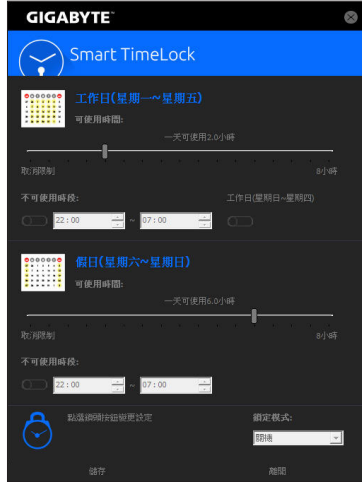 GIGABYTE™
Smart TimeLock
工作日(星期一~星期五)
可使用時間:
一天可使用2.0小時
取消限制 8小時
不可使用時段: 工作日(星期日~星期四)
22:00 ~ 07:00
假日(星期六~星期日)
可使用時間:
一天可使用6.0小時
取消限制 8小時
不可使用時段:
22:00 ~ 07:00
點選鎖頭按鈕變更設定 鎖定模式:
關機
儲存 離開